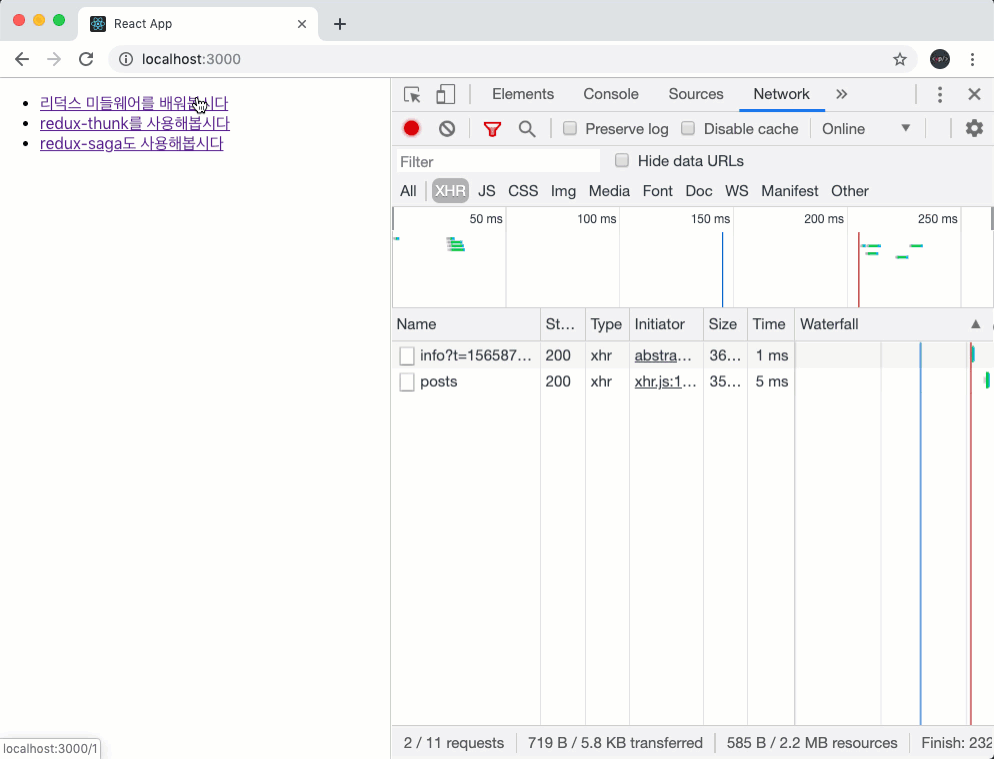 React App
localhost:3000
리덕스 미들웨어를 배워봅시다
redux-thunk를 사용해봅시다
redux-saga도 사용해봅시다
Elements Console Sources Network
Preserve log Disable cache Online
Filter Hide data URLs
All XHR JS CSS Img Media Font Doc WS Manifest Other
50 ms 100 ms 150 ms 200 ms 250 ms
Name St... Type Initiator Size Time Waterfall
info?t=156587... 200 xhr abstra... 36... 1 ms
posts 200 xhr xhr.js:1... 35... 5 ms
2 / 11 requests 719 B / 5.8 KB transferred 585 B / 2.2 MB resources Finish: 232
localhost:3000/1